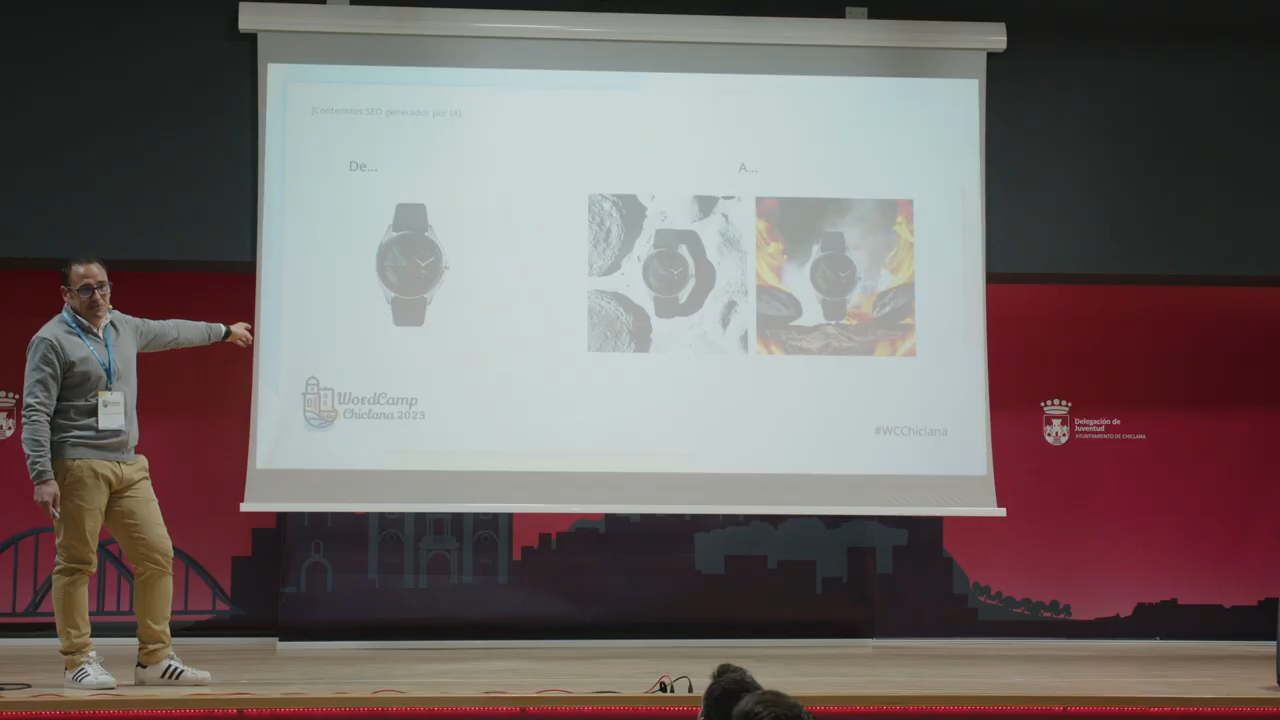 [Contenidos SEO generados por IA]
De...
A...
WordCamp
Chiclana 2023
#WCChiclana
Delegación de
Juventud
AYUNTAMIENTO DE CHICLANA